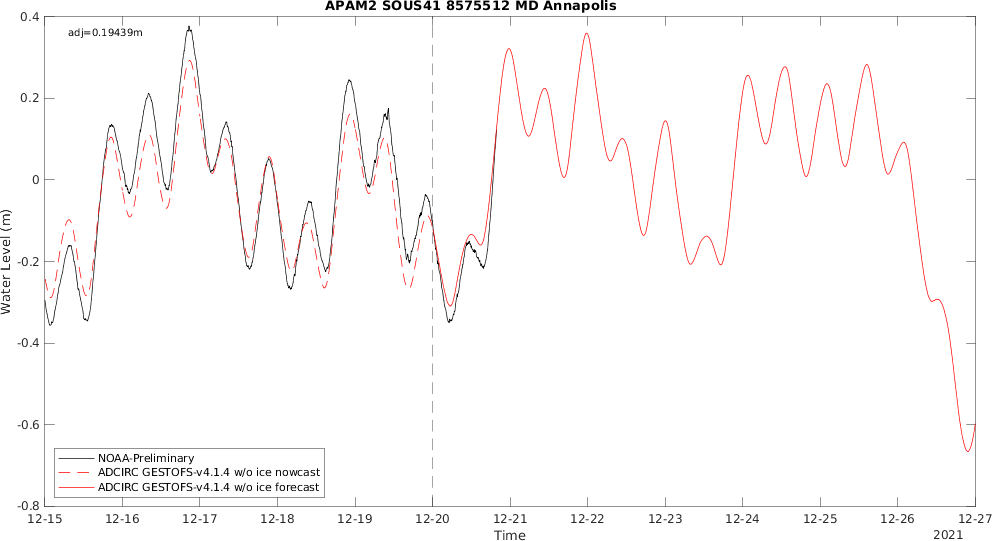 APAM2 SOUS41 8575512 MD Annapolis
adj=0.19439m
0.4
0.2
0
-0.2
-0.4
-0.6
-0.8
Water Level (m)
NOAA-Preliminary
ADCIRC GESTOFS-v4.1.4 w/o ice nowcast
ADCIRC GESTOFS-v4.1.4 w/o ice forecast
12-15 12-16 12-17 12-18 12-19 12-20 12-21 12-22 12-23 12-24 12-25 12-26 12-27
Time
2021